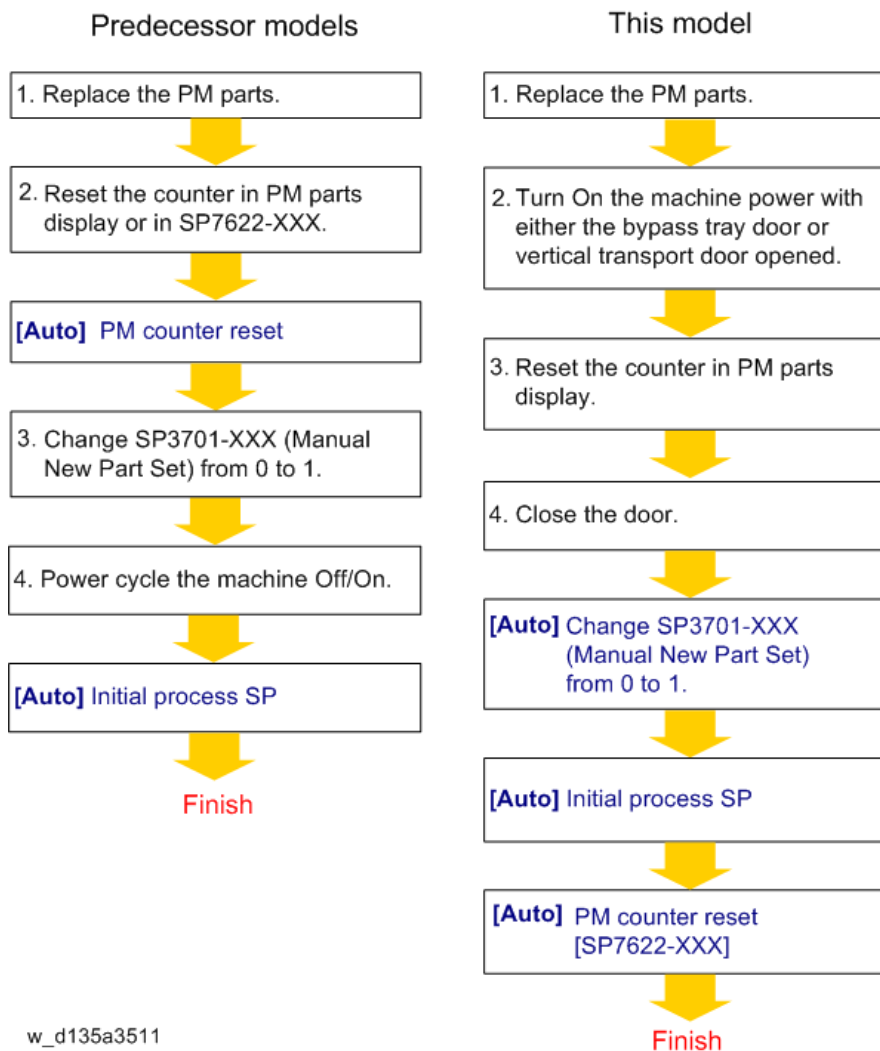 Predecessor models
1. Replace the PM parts.
2. Reset the counter in PM parts
display or in SP7622-XXX.
[Auto] PM counter reset
3. Change SP3701-XXX (Manual
New Part Set) from 0 to 1.
4. Power cycle the machine Off/On.
[Auto] Initial process SP
Finish
This model
1. Replace the PM parts.
2. Turn On the machine power with
either the bypass tray door or
vertical transport door opened.
3. Reset the counter in PM parts
display.
4. Close the door.
[Auto] Change SP3701-XXX
(Manual New Part Set)
from 0 to 1.
[Auto] Initial process SP
[Auto] PM counter reset
[SP7622-XXX]
Finish
w_d135a3511